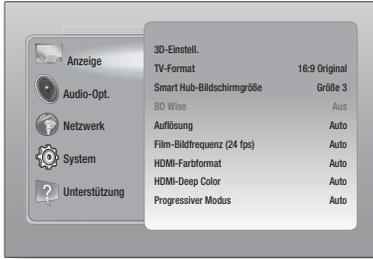 Anzeige
Audio-Opt.
Netzwerk
System
Unterstützung
3D-Einstell.
TV-Format 16:9 Original
Smart Hub-Bildschirmgröße Größe 3
BD Wise Aus
Auflösung Auto
Film-Bildfrequenz (24 fps) Auto
HDMI-Farbformat Auto
HDMI-Deep Color Auto
Progressiver Modus Auto